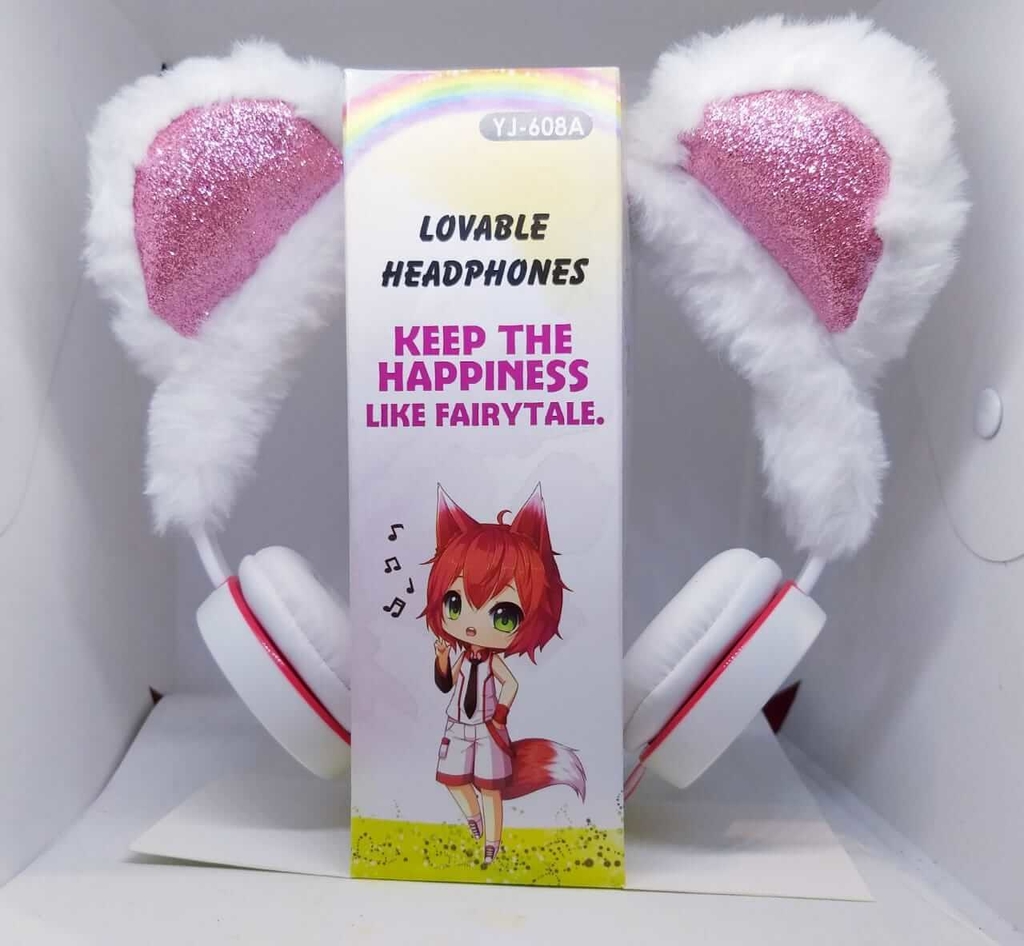 YJ-608A
LOVABLE
HEADPHONES
KEEP THE
HAPPINESS
LIKE FAIRYTALE.